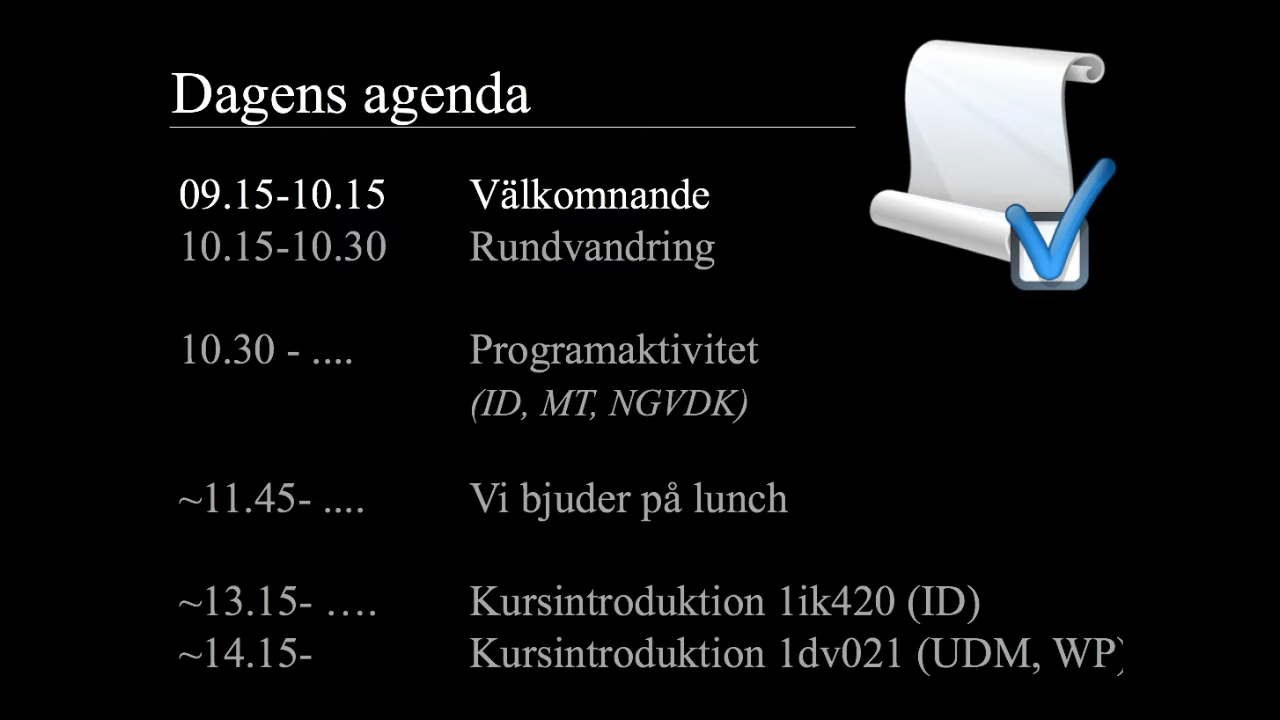 Dagens agenda
09.15-10.15 Välkomnande
10.15-10.30 Rundvandring
10.30 - .... Programaktivitet
(ID, MT, NGVDK)
~11.45- .... Vi bjuder på lunch
~13.15- .... Kursintroduktion 1ik420 (ID)
~14.15- Kursintroduktion 1dv021 (UDM, WP)